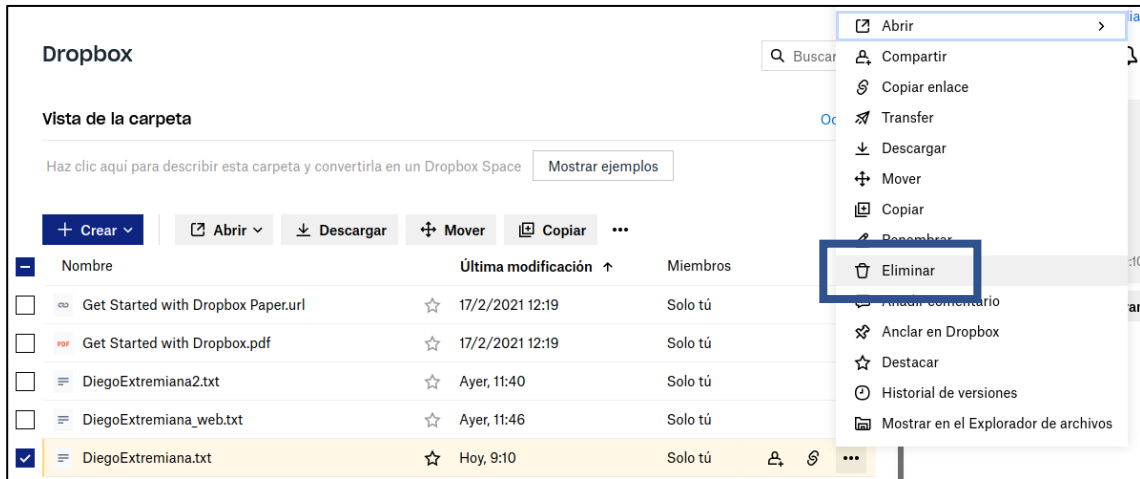 Dropbox
Buscar
Vista de la carpeta
Oc
Haz clic aquí para describir esta carpeta y convertirla en un Dropbox Space
Mostrar ejemplos
Crear
Abrir
Descargar
Mover
Copiar
Nombre
Última modificación
Miembros
Get Started with Dropbox Paper.url
17/2/2021 12:19
Solo tú
PDF
Get Started with Dropbox.pdf
17/2/2021 12:19
Solo tú
DiegoExtremiana2.txt
Ayer, 11:40
Solo tú
DiegoExtremiana_web.txt
Ayer, 11:46
Solo tú
DiegoExtremiana.txt
Hoy, 9:10
Solo tú
Abrir
Compartir
Copiar enlace
Transfer
Descargar
Mover
Copiar
Renombrar
Eliminar
Añadir comentario
Anclar en Dropbox
Destacar
Historial de versiones
Mostrar en el Explorador de archivos